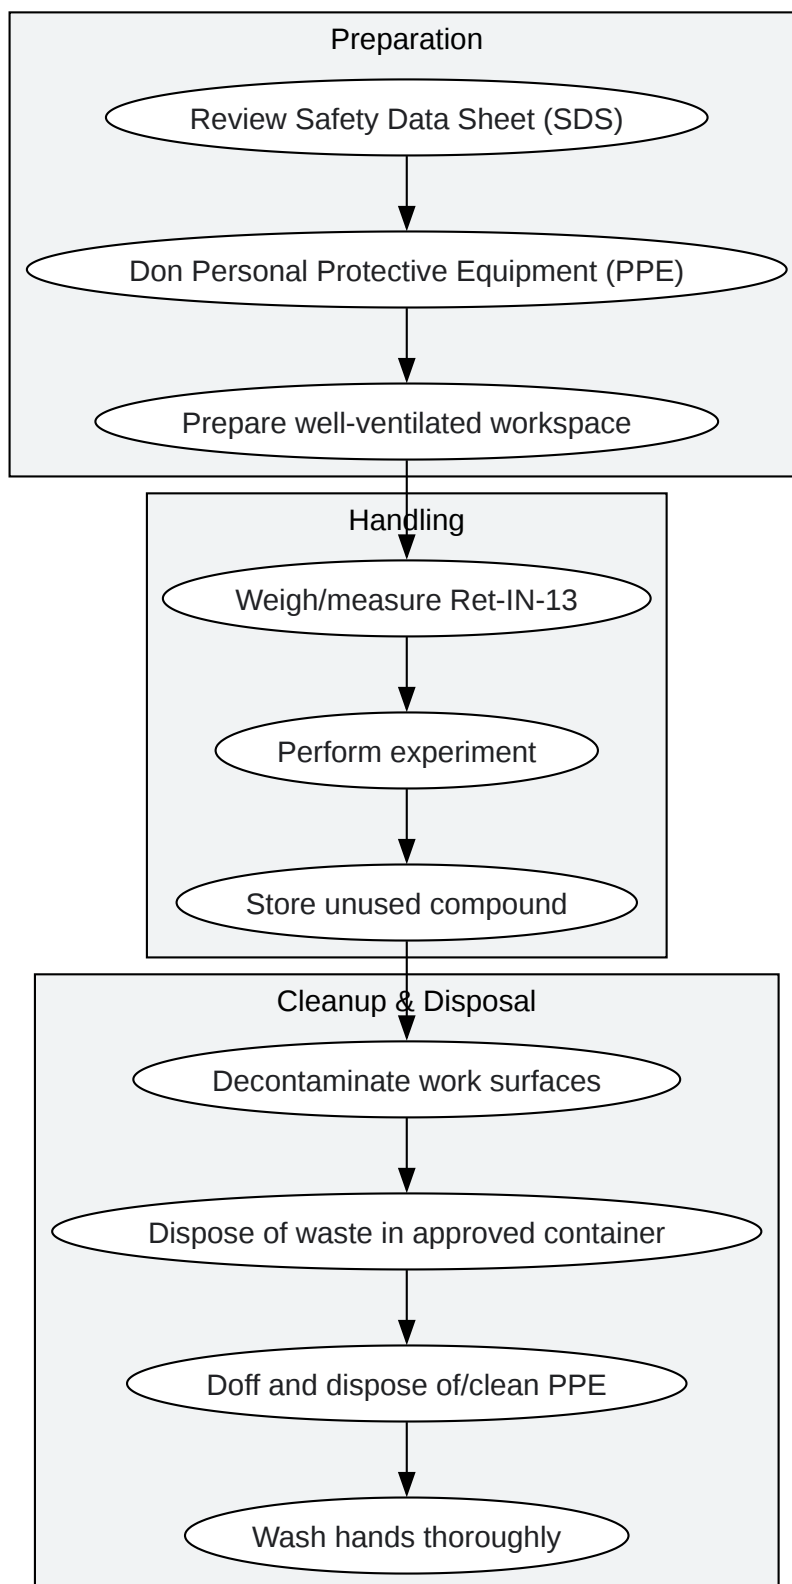 Preparation
Review Safety Data Sheet (SDS)
Don Personal Protective Equipment (PPE)
Prepare well-ventilated workspace
Handling
Weigh/measure Ret-IN-13
Perform experiment
Store unused compound
Cleanup & Disposal
Decontaminate work surfaces
Dispose of waste in approved container
Doff and dispose of/clean PPE
Wash hands thoroughly